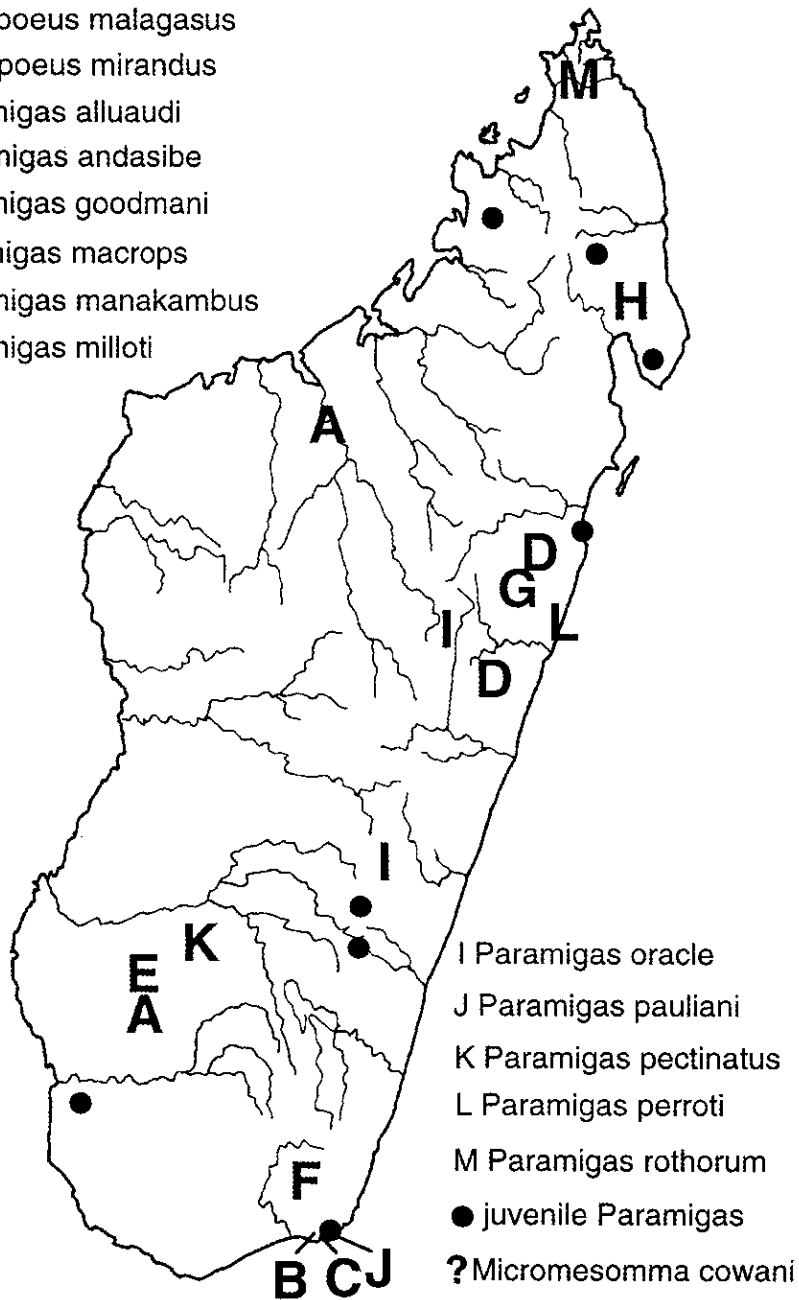 poeus malagasus
poeus mirandus
nigas alluaudi
nigas andasibe
nigas goodmani
nigas macrops
nigas manakambus
nigas milloti
M
H
A
D
G
I
L
D
I
K
E
A
F
B C J
I Paramigas oracle
J Paramigas pauliani
K Paramigas pectinatus
L Paramigas perroti
M Paramigas rothorum
juvenile Paramigas
? Micromesomma cowani